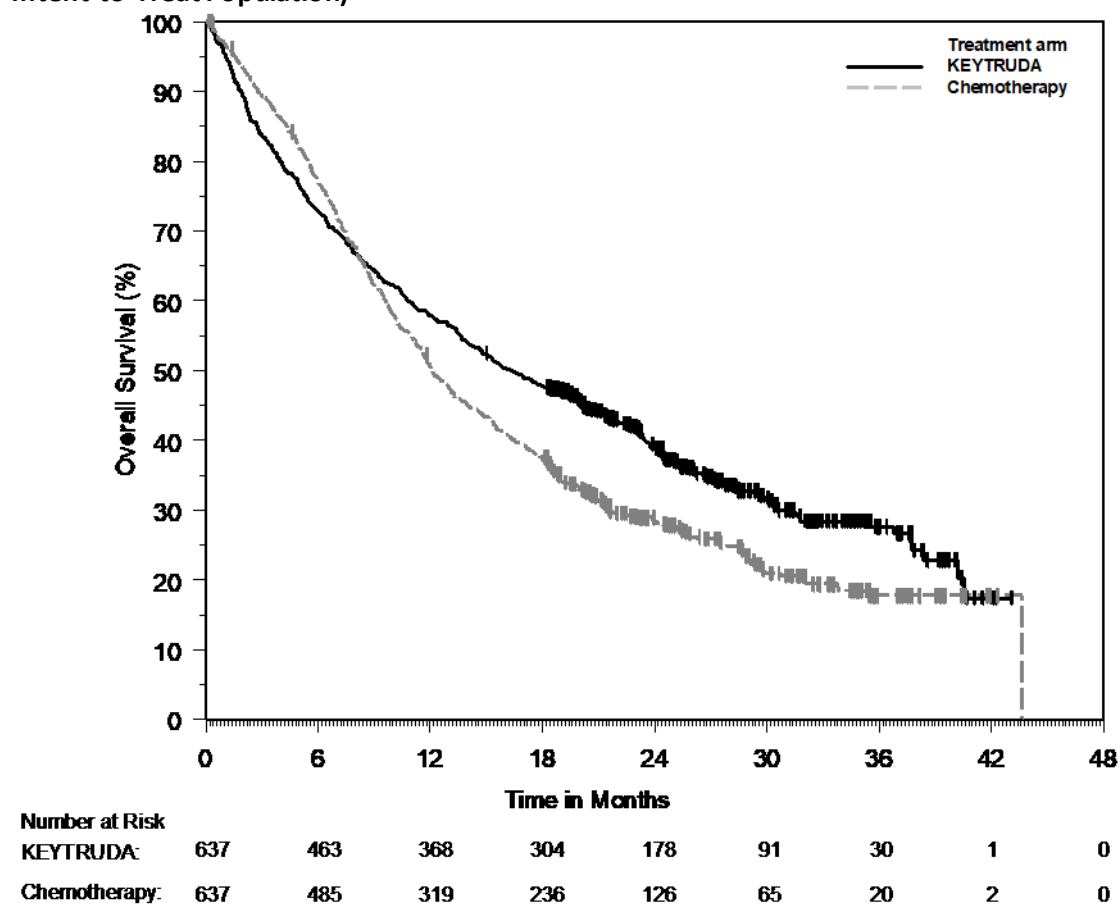 Intent-to-Treat Population)
Treatment arm
KEYTRUDA
Chemotherapy
Overall Survival (%)
100
90
80
70
60
50
40
30
20
10
0
0 6 12 18 24 30 36 42 48
Time in Months
Number at Risk
KEYTRUDA: 637 463 368 304 178 91 30 1 0
Chemotherapy: 637 485 319 236 126 65 20 2 0